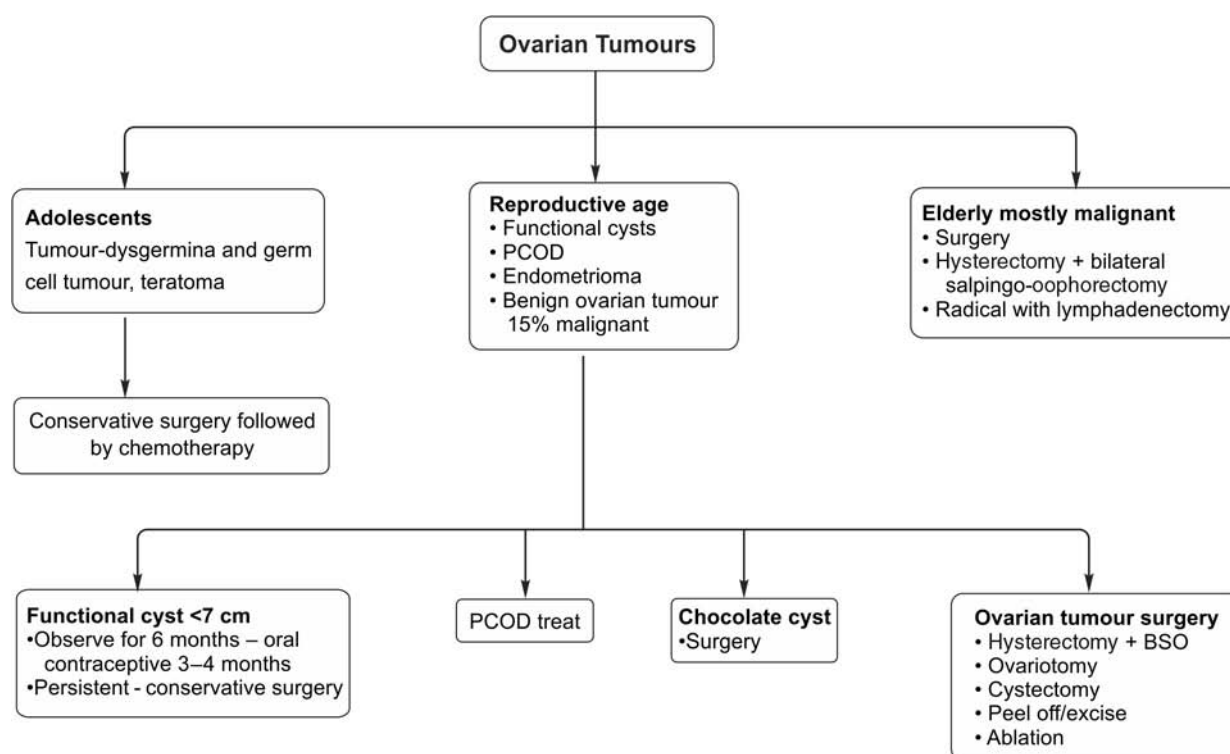 Ovarian Tumours
Adolescents
Tumour-dysgermina and germ
cell tumour, teratoma
Reproductive age
• Functional cysts
• PCOD
• Endometrioma
• Benign ovarian tumour
15% malignant
Elderly mostly malignant
• Surgery
• Hysterectomy + bilateral
salpingo-oophorectomy
• Radical with lymphadenectomy
Conservative surgery followed
by chemotherapy
Functional cyst <7 cm
•Observe for 6 months – oral
contraceptive 3–4 months
•Persistent - conservative surgery
PCOD treat
Chocolate cyst
•Surgery
Ovarian tumour surgery
• Hysterectomy + BSO
• Ovariotomy
• Cystectomy
• Peel off/excise
• Ablation